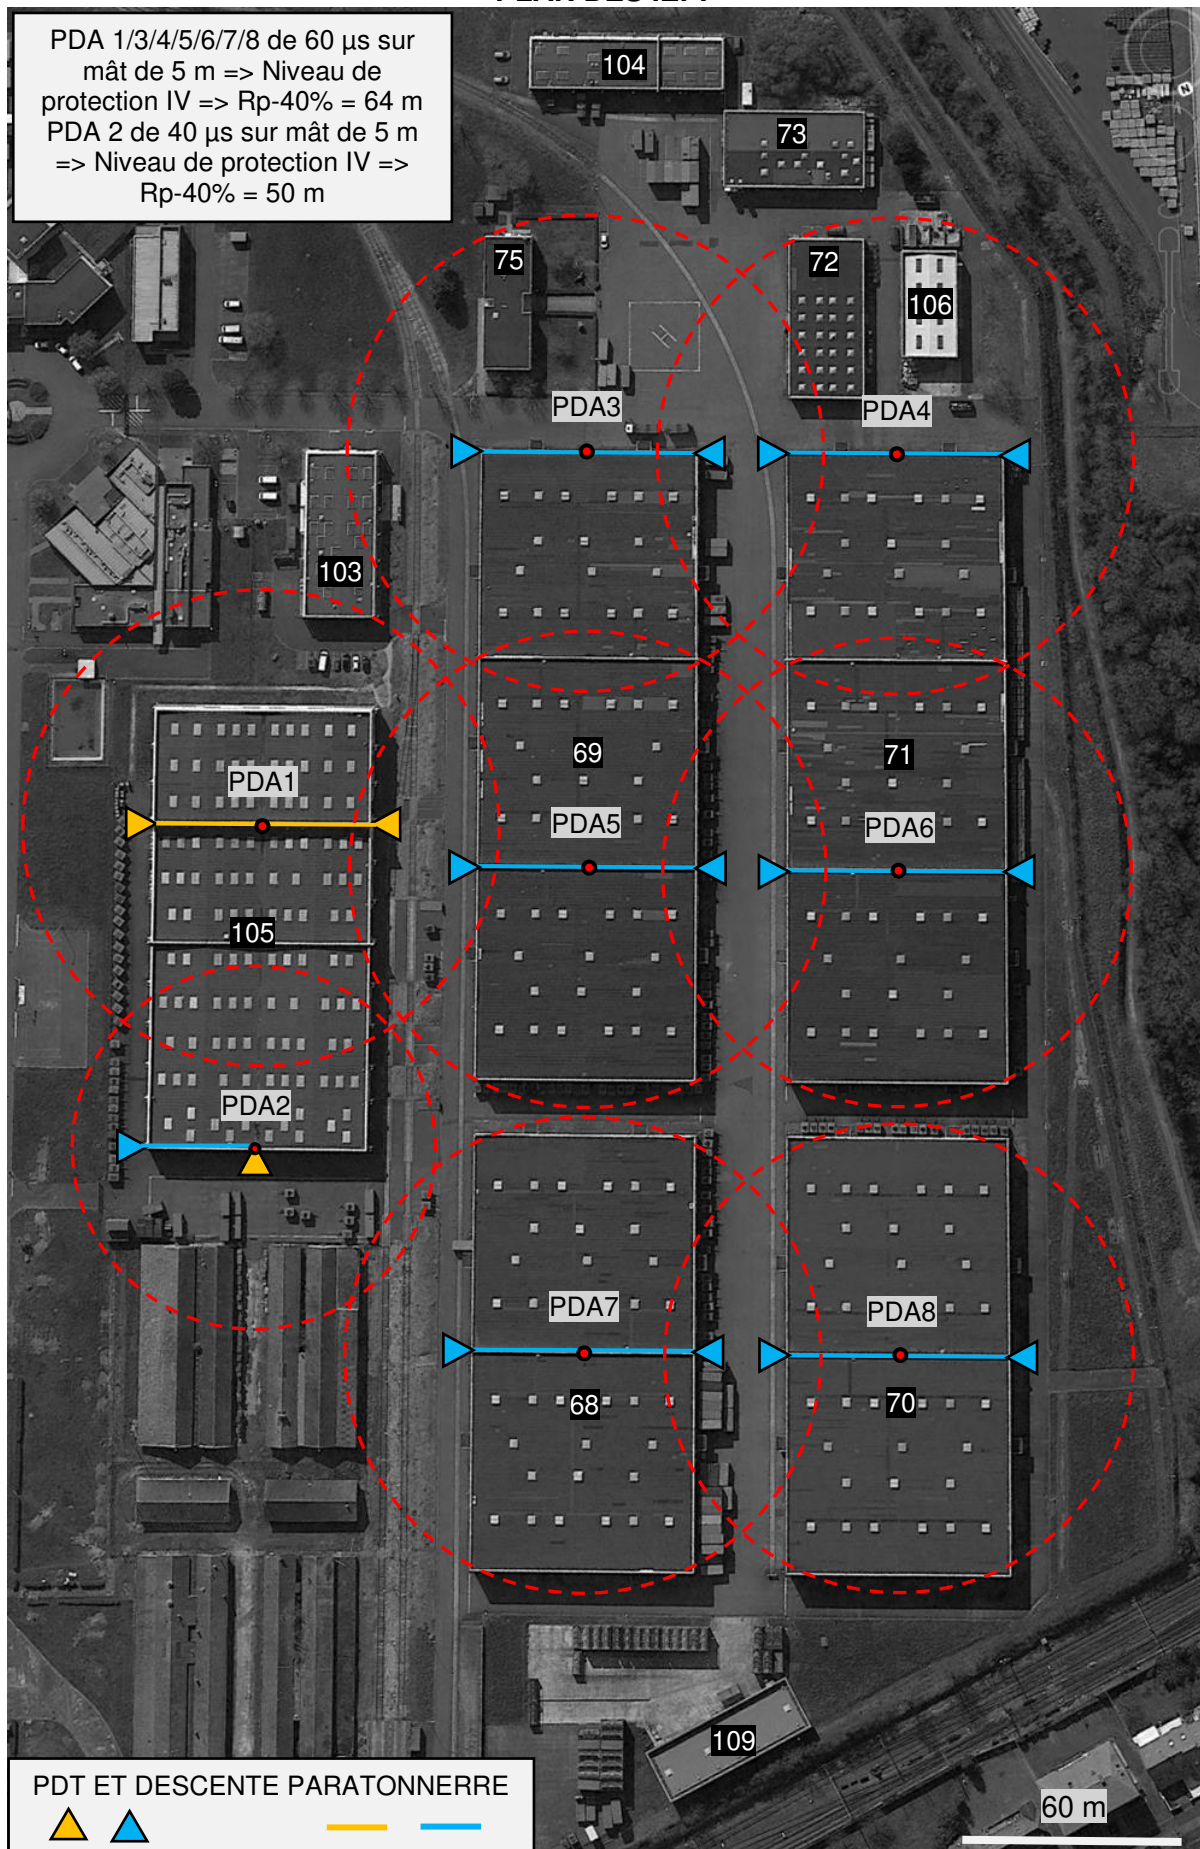 PDA 1/3/4/5/6/7/8 de 60 µs sur
mât de 5 m => Niveau de
protection IV => Rp-40% = 64 m
PDA 2 de 40 µs sur mât de 5 m
=> Niveau de protection IV =>
Rp-40% = 50 m
104
73
75
72
106
PDA3
PDA4
103
69
71
PDA1
PDA5
PDA6
105
PDA2
PDA7
PDA8
68
70
H
109
60 m
PDT ET DESCENTE PARATONNERRE